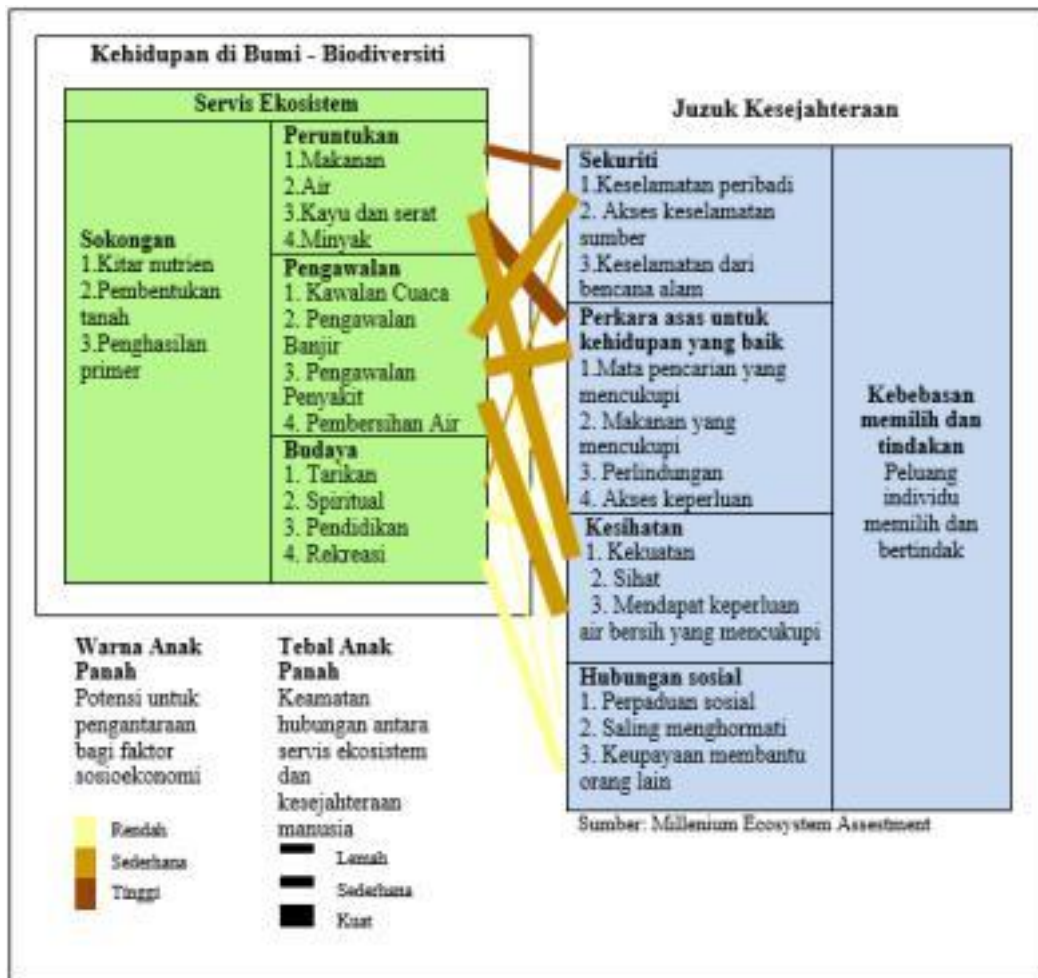 Kehidupan di Bumi - Biodiversiti
Servis Ekosistem
Sokongan
1.Kitar nutrien
2.Pembentukan
tanah
3.Penghasilan
primer
Peruntukan
1.Makanan
2.Air
3.Kayu dan serat
4.Minyak
Pengawalan
1. Kawalan Cuaca
2. Pengawalan
Banjir
3. Pengawalan
Penyakit
4. Pembersihan Air
Budaya
1. Tarikan
2. Spiritual
3. Pendidikan
4. Rekreasi
Juzuk Kesejahteraan
Sekuriti
1.Keselamatan peribadi
2. Akses keselamatan
sumber
3.Keselamatan dari
bencana alam
Perkara asas untuk
kehidupan yang baik
1.Mata pencarian yang
mencukupi
2. Makanan yang
mencukupi
3. Perlindungan
4. Akses keperluan
Kesihatan
1. Kekuatan
2. Sihat
3. Mendapat keperluan
air bersih yang mencukupi
Hubungan sosial
1. Perpaduan sosial
2. Saling menghormati
3. Keupayaan membantu
orang lain
Kebebasan
memilih dan
tindakan
Peluang
individu
memilih dan
bertindak
Sumber: Millenium Ecosystem Assestment
Warna Anak
Panah
Potensi untuk
pengantaraan
bagi faktor
sosioekonomi
Rendah
Sederhana
Tinggi
Tebal Anak
Panah
Keamatan
hubungan antara
servis ekosistem
dan
kesejahteraan
manusia
Lemah
Sederhana
Kuat